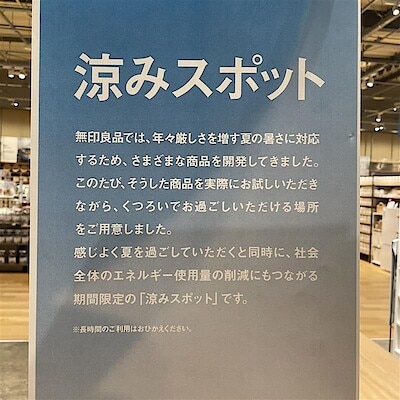 涼みスポット
無印良品では、年々厳しさを増す夏の暑さに対応
するため、さまざまな商品を開発してきました。
このたび、そうした商品を実際にお試しいただき
ながら、くつろいでお過ごしいただける場所
をご用意しました。
感じよく夏を過ごしていただくと同時に、社会
全体のエネルギー使用量の削減にもつながる
期間限定の「涼みスポット」です。
※長時間のご利用はおひかえください。